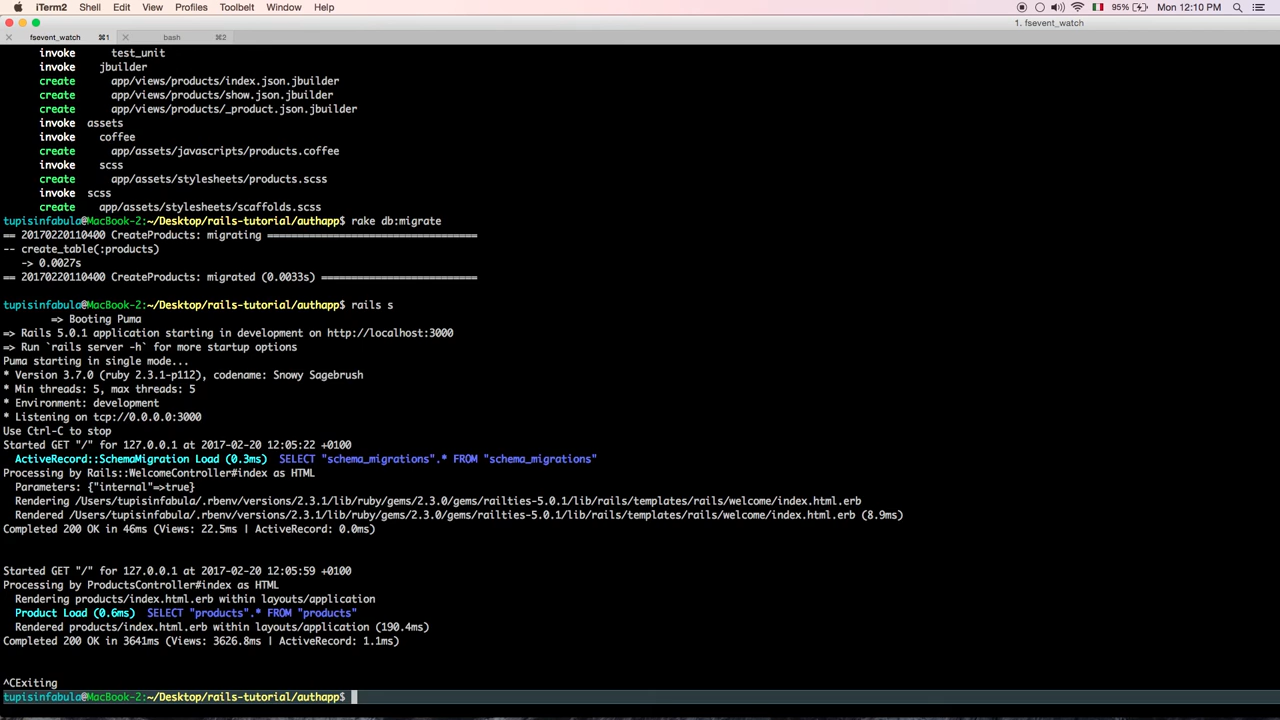 iTerm2 Shell Edit View Profiles Toolbelt Window Help 95% Mon 12:10 PM
1. fsevent_watch
fsevent_watch ⌘1 bash ⌘2
invoke test_unit
invoke jbuilder
create app/views/products/index.json.jbuilder
create app/views/products/show.json.jbuilder
create app/views/products/_product.json.jbuilder
invoke assets
invoke coffee
create app/assets/javascripts/products.coffee
invoke scss
create app/assets/stylesheets/products.scss
invoke scss
create app/assets/stylesheets/scaffolds.scss
tupisinfabula@MacBook-2:~/Desktop/rails-tutorial/authapp$ rake db:migrate
== 20170220110400 CreateProducts: migrating ===================================
-- create_table(:products)
-> 0.0027s
== 20170220110400 CreateProducts: migrated (0.0033s) ==========================
tupisinfabula@MacBook-2:~/Desktop/rails-tutorial/authapp$ rails s
=> Booting Puma
=> Rails 5.0.1 application starting in development on http://localhost:3000
=> Run `rails server -h` for more startup options
Puma starting in single mode...
* Version 3.7.0 (ruby 2.3.1-p112), codename: Snowy Sagebrush
* Min threads: 5, max threads: 5
* Environment: development
* Listening on tcp://0.0.0.0:3000
Use Ctrl-C to stop
Started GET "/" for 127.0.0.1 at 2017-02-20 12:05:22 +0100
ActiveRecord::SchemaMigration Load (0.3ms) SELECT "schema_migrations".* FROM "schema_migrations"
Processing by Rails::WelcomeController#index as HTML
Parameters: {"internal"=>true}
Rendering /Users/tupisinfabula/.rbenv/versions/2.3.1/lib/ruby/gems/2.3.0/gems/railties-5.0.1/lib/rails/templates/rails/welcome/index.html.erb
Rendered /Users/tupisinfabula/.rbenv/versions/2.3.1/lib/ruby/gems/2.3.0/gems/railties-5.0.1/lib/rails/templates/rails/welcome/index.html.erb (8.9ms)
Completed 200 OK in 46ms (Views: 22.5ms | ActiveRecord: 0.0ms)
Started GET "/" for 127.0.0.1 at 2017-02-20 12:05:59 +0100
Processing by ProductsController#index as HTML
Rendering products/index.html.erb within layouts/application
Product Load (0.6ms) SELECT "products".* FROM "products"
Rendered products/index.html.erb within layouts/application (190.4ms)
Completed 200 OK in 3641ms (Views: 3626.8ms | ActiveRecord: 1.1ms)
^CExiting
tupisinfabula@MacBook-2:~/Desktop/rails-tutorial/authapp$